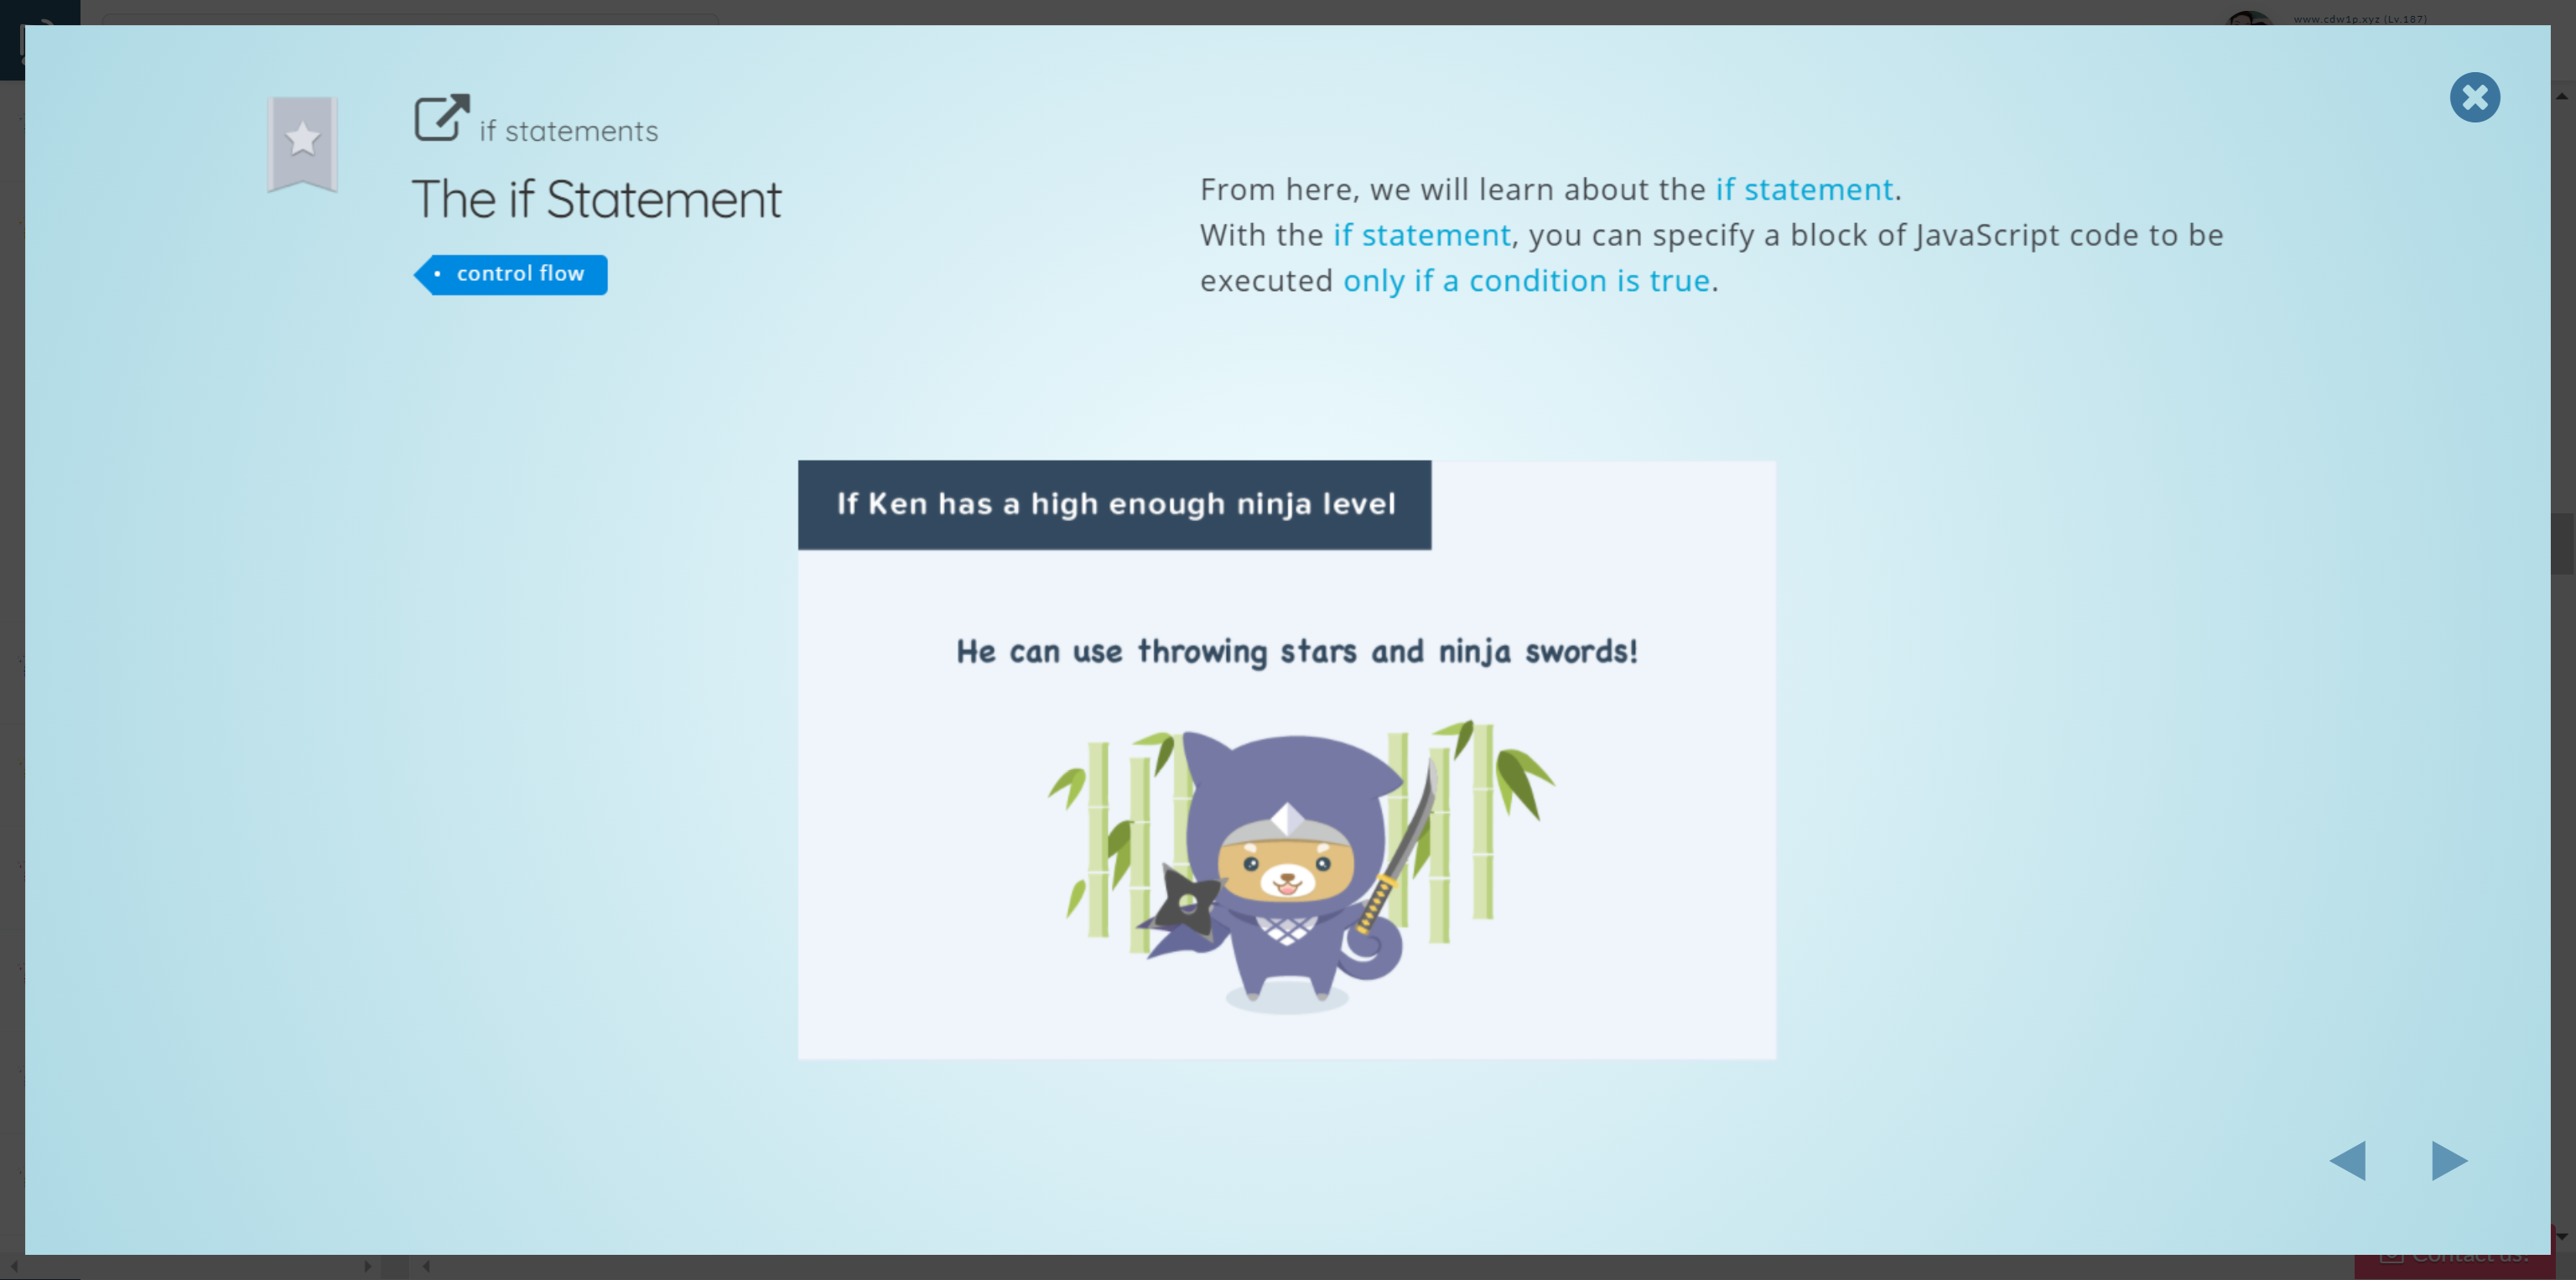 www.cdw1p.xyz (Lv.187)
if statements
The if Statement
control flow
From here, we will learn about the if statement.
With the if statement, you can specify a block of JavaScript code to be
executed only if a condition is true.
If Ken has a high enough ninja level
He can use throwing stars and ninja swords!
Contact us!